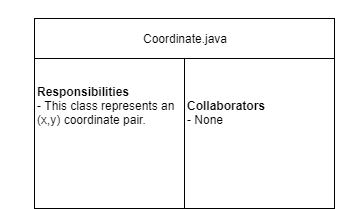 Coordinate.java
Responsibilities
- This class represents an
(x,y) coordinate pair.
Collaborators
- None